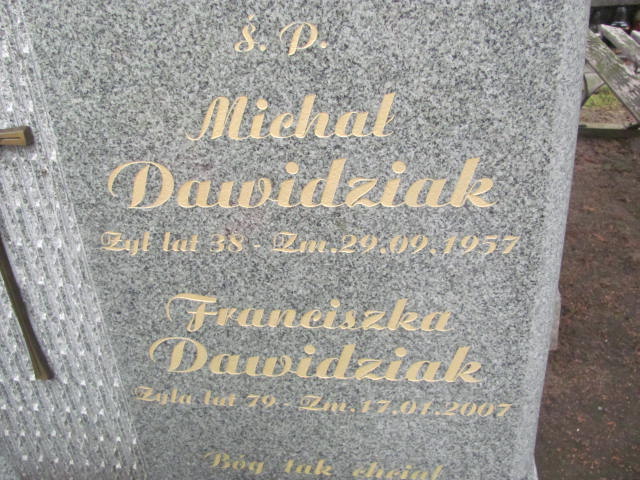 ś. p.
Michał
Dawidziak
Żył lat 38 - Zm. 29.09.1957
Franciszka
Dawidziak
Żyła lat 79 - Zm. 17.01.2007
Bóg tak chciał